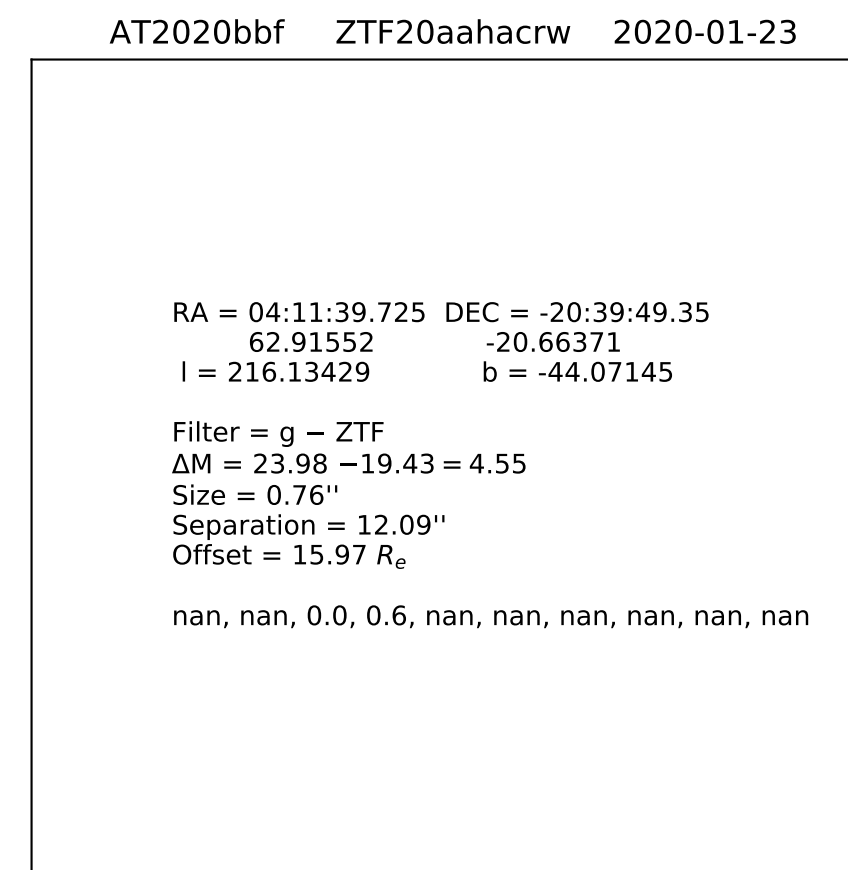 AT2020bbf ZTF20aahacrw 2020-01-23
RA = 04:11:39.725 DEC = -20:39:49.35
62.91552 -20.66371
l = 216.13429 b = -44.07145
Filter = g − ZTF
ΔM = 23.98 −19.43 = 4.55
Size = 0.76''
Separation = 12.09''
Offset = 15.97 Rₑ
nan, nan, 0.0, 0.6, nan, nan, nan, nan, nan, nan